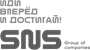 ИДИ
ВПЕРЁД
И ДОСТИГАЙ!
SNS Group of
companies